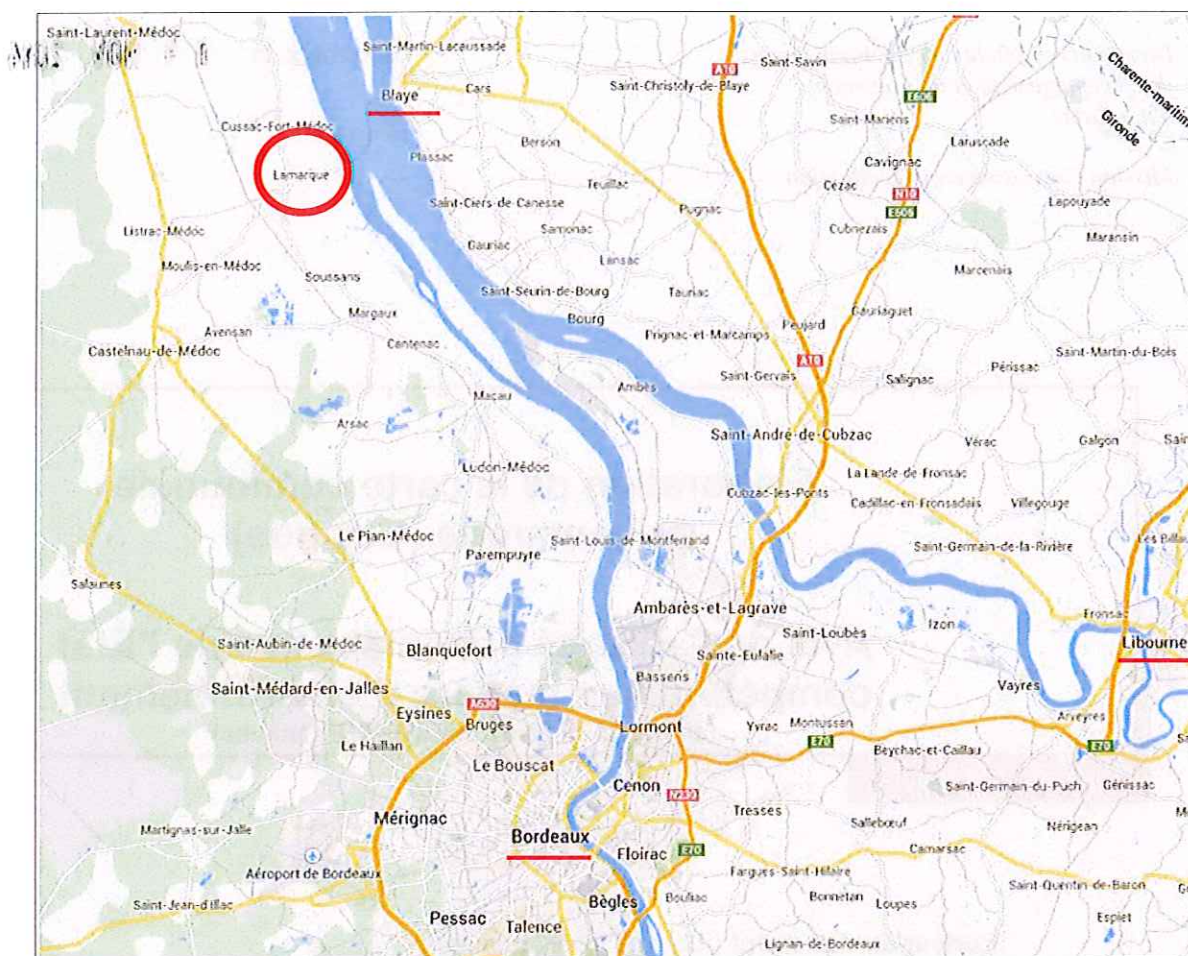 Saint-Laurent-Médoc
Saint-Martin-Lacaussade
Saint-Savin
A10
Charente-maritim
Gironde
Blaye
Cars
Saint-Christoly-de-Blaye
E606
Saint-Mariens
Laruscade
Cussac-Fort-Médoc
Berson
Plassac
Cavignac
Lamarque
Teuillac
Cézac
N10
E606
Saint-Ciers-de-Canesse
Pugnac
Lapouyade
Listrac-Médoc
Samonac
Cubnezais
Maransin
Gauriac
Lansac
Moulis-en-Médoc
Soussans
Marcenais
Saint-Seurin-de-Bourg
Tauriac
Margaux
Bourg
Gauriaguet
Avensan
Cantenac
Prignac-et-Marcamps
Peujard
Castelnau-de-Médoc
Saint-Martin-du-Bois
A10
Périssac
Saint-Gervais
Salignac
Ambès
Macau
Arsac
Saint-André-de-Cubzac
Vérac
Galgon
Ludon-Médoc
La Lande-de-Fronsac
Cubzac-les-Ponts
Cadillac-en-Fronsadais
Villegouge
Le Pian-Médoc
Saint-Louis-de-Montferrand
Saint-Germain-de-la-Rivière
Les Billau
Parempuyre
Salaunes
Ambarès-et-Lagrave
Fronsac
Izon
Saint-Loubès
Saint-Aubin-de-Médoc
Blanquefort
Sainte-Eulalie
Libourne
Bassens
Vayres
Saint-Médard-en-Jalles
A630
Eysines
Bruges
Lormont
Yvrac
Montussan
Arveyres
E70
E70
Le Haillan
Beychac-et-Caillau
Le Bouscat
Cenon
Saint-Germain-du-Puch
Génissac
N230
Tresses
Mérignac
Martignas-sur-Jalle
Sallebœuf
Nérigean
Bordeaux
Floirac
E70
Camarsac
Aéroport de Bordeaux
Fargues-Saint-Hilaire
Saint-Quentin-de-Baron
Saint-Jean-d'Illac
Bègles
Bouliac
Bonnetan
Loupes
Pessac
Talence
Espiet
Lignan-de-Bordeaux